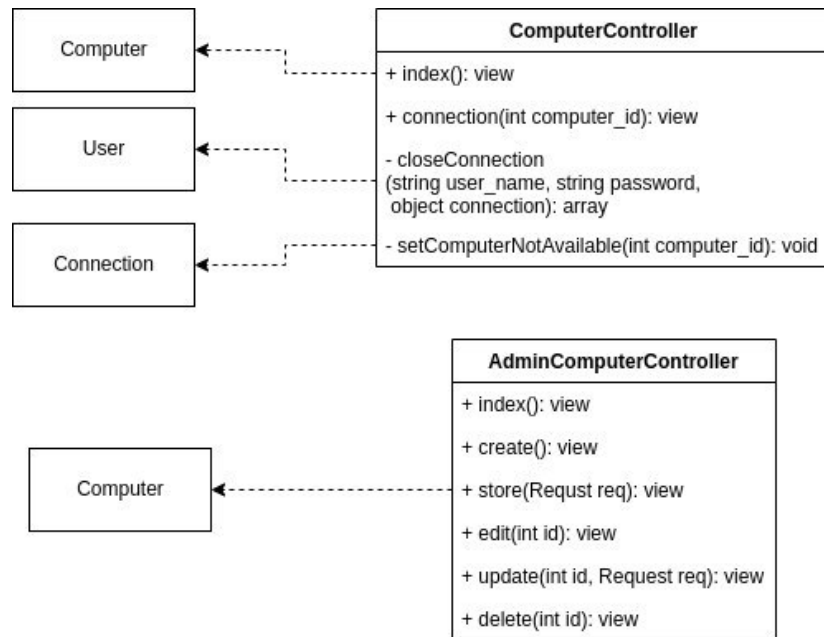 Computer
User
Connection
ComputerController
+ index(): view
+ connection(int computer_id): view
- closeConnection
(string user_name, string password,
object connection): array
- setComputerNotAvailable(int computer_id): void
Computer
AdminComputerController
+ index(): view
+ create(): view
+ store(Requst req): view
+ edit(int id): view
+ update(int id, Request req): view
+ delete(int id): view